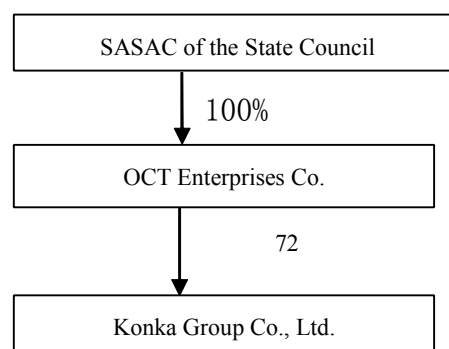 SASAC of the State Council
100%
OCT Enterprises Co.
72
Konka Group Co., Ltd.